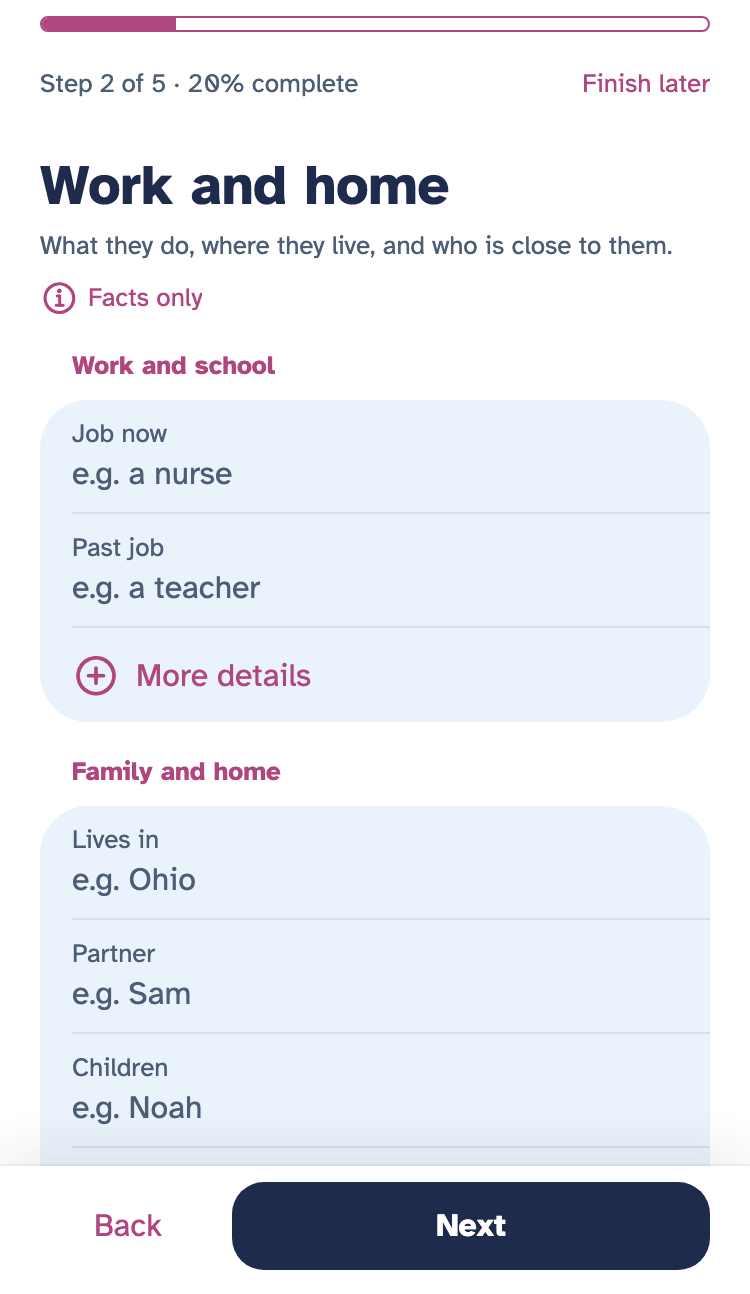 Step 2 of 5 · 20% complete
Finish later
Work and home
What they do, where they live, and who is close to them.
Facts only
Work and school
Job now
e.g. a nurse
Past job
e.g. a teacher
More details
Family and home
Lives in
e.g. Ohio
Partner
e.g. Sam
Children
e.g. Noah
Back
Next